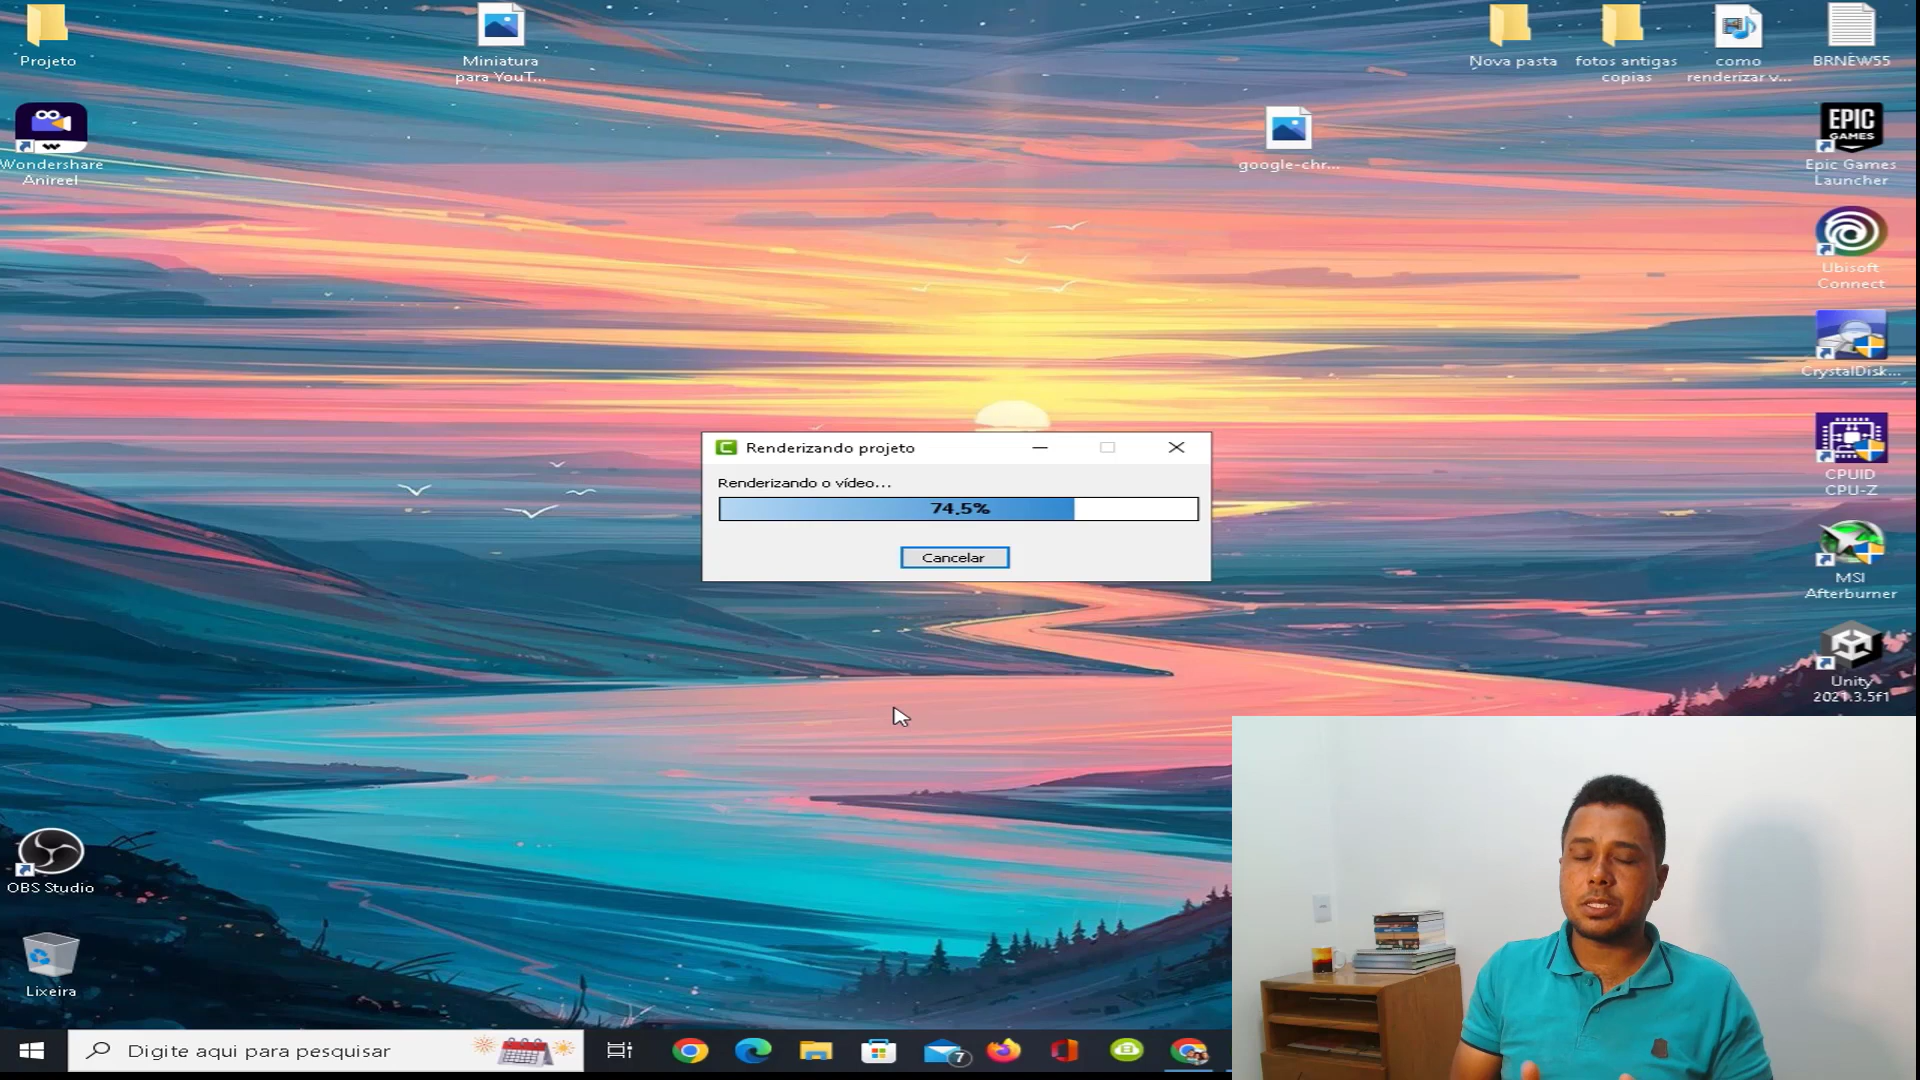 Projeto
Miniatura
para YouT...
Nova pasta
fotos antigas
copias
como
renderizar v...
BRNEW55
Wondershare
Anireel
google-chr...
EPIC
GAMES
Epic Games
Launcher
Ubisoft
Connect
CrystalDisk...
CPUID
CPU-Z
MSI
Afterburner
Unity
2021.3.5f1
Renderizando projeto
Renderizando o vídeo...
74,5%
Cancelar
OBS Studio
Lixeira
Digite aqui para pesquisar
7